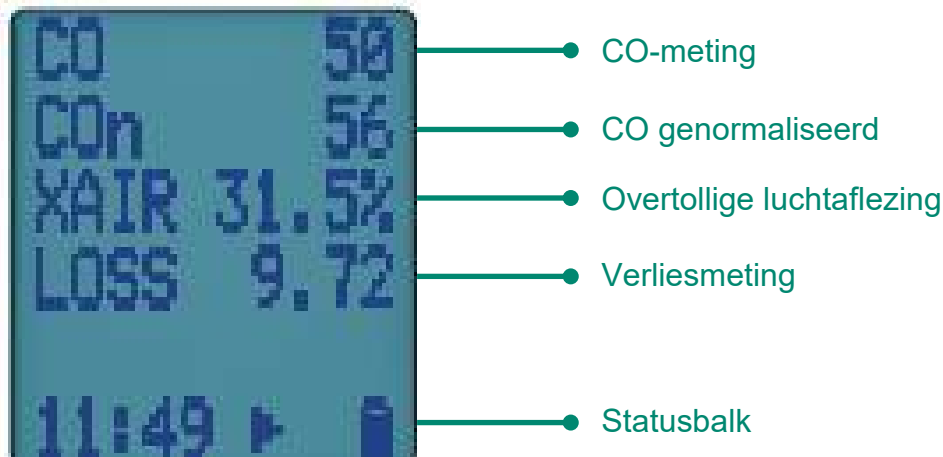 CO 50 CO-meting
COn 56 CO genormaliseerd
XAIR 31.5% Overtollige luchtaflezing
LOSS 9.72 Verliesmeting
11:49 Statusbalk